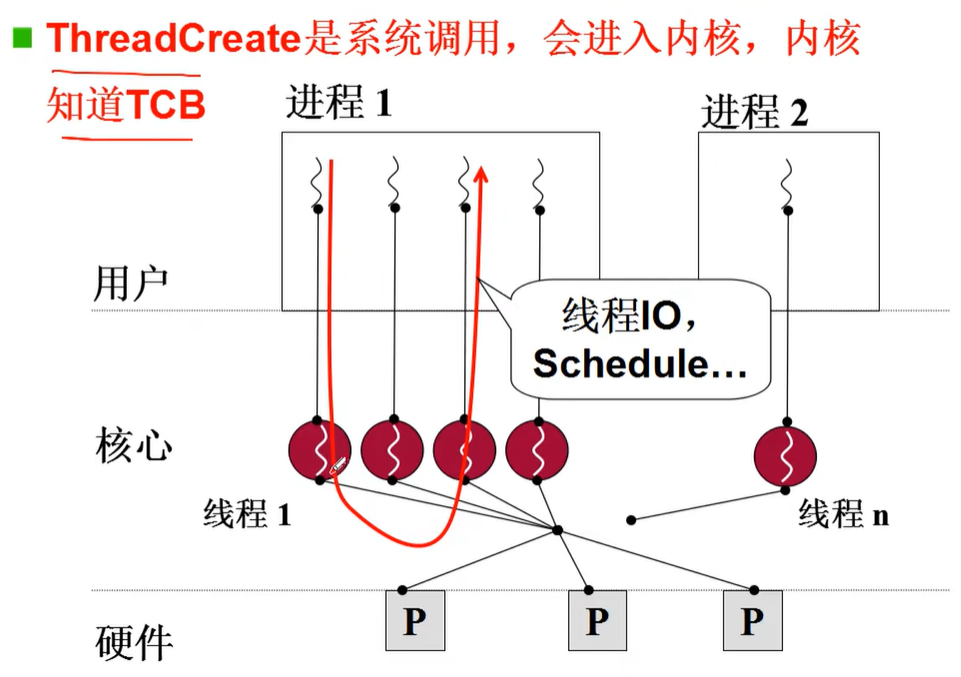 ThreadCreate是系统调用，会进入内核，内核
知道TCB
进程 1
进程 2
用户
线程IO，
Schedule…
核心
线程 1
线程 n
P
P
P
硬件